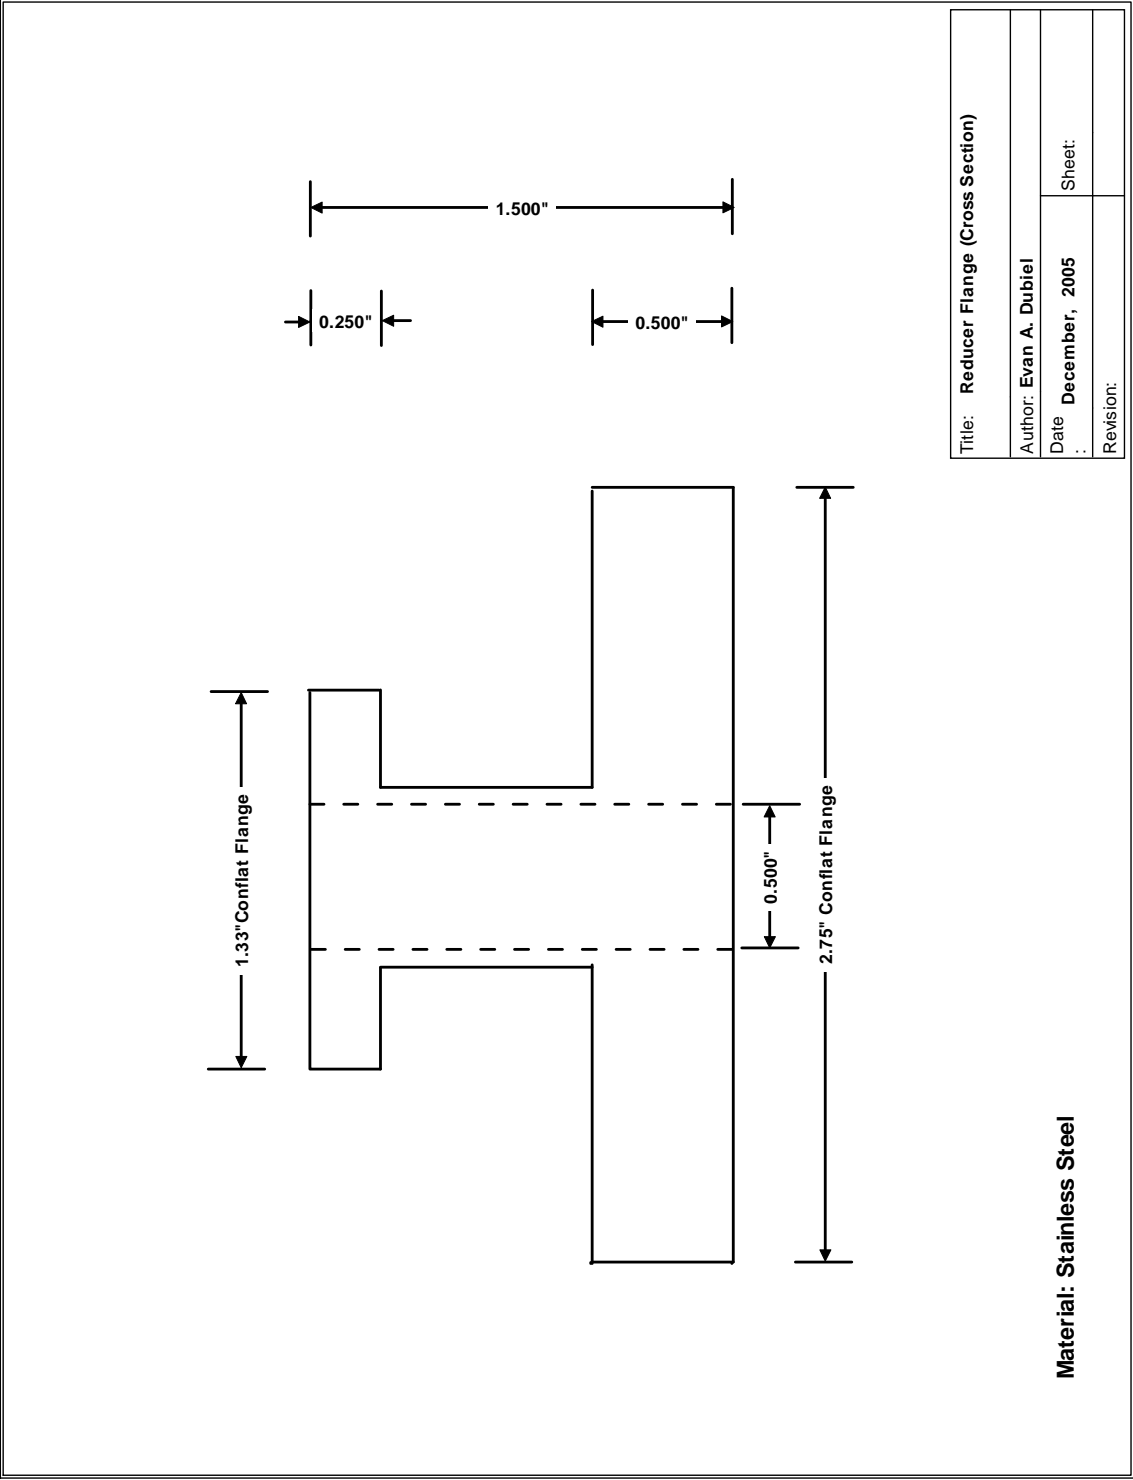 1.500"
0.250"
0.500"
1.33"Conflat Flange
0.500"
2.75" Conflat Flange
Material: Stainless Steel
Title: Reducer Flange (Cross Section)
Author: Evan A. Dubiel
Date
: December, 2005
Sheet:
Revision: